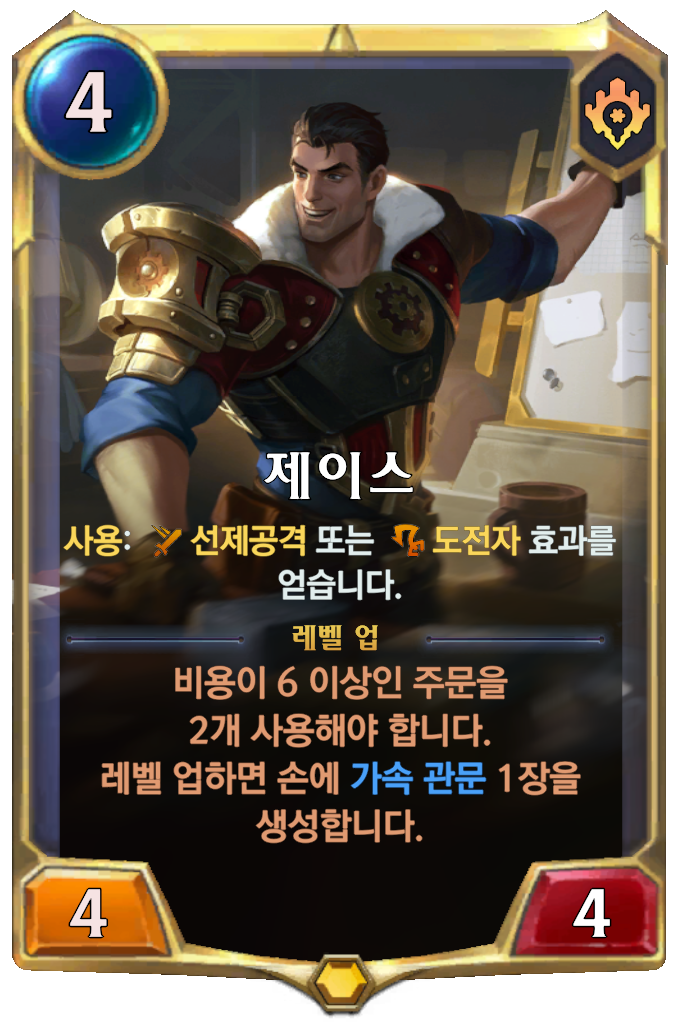 4
제이스
사용: 선제공격 또는 도전자 효과를
얻습니다.
레벨 업
비용이 6 이상인 주문을
2개 사용해야 합니다.
레벨 업하면 손에 가속 관문 1장을
생성합니다.
4
4